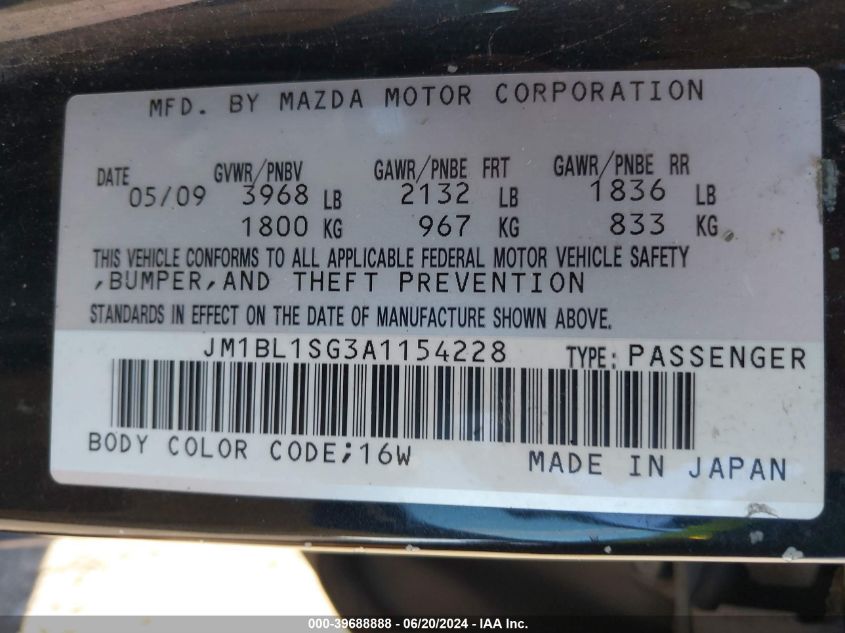 MFD. BY MAZDA MOTOR CORPORATION
DATE GVWR/PNBV GAWR/PNBE FRT GAWR/PNBE RR
05/09 3968 LB 2132 LB 1836 LB
1800 KG 967 KG 833 KG
THIS VEHICLE CONFORMS TO ALL APPLICABLE FEDERAL MOTOR VEHICLE SAFETY
,BUMPER,AND THEFT PREVENTION
STANDARDS IN EFFECT ON THE DATE OF MANUFACTURE SHOWN ABOVE.
JM1BL1SG3A1154228 TYPE: PASSENGER
BODY COLOR CODE;16W MADE IN JAPAN
000-39688888 - 06/20/2024 - IAA Inc.